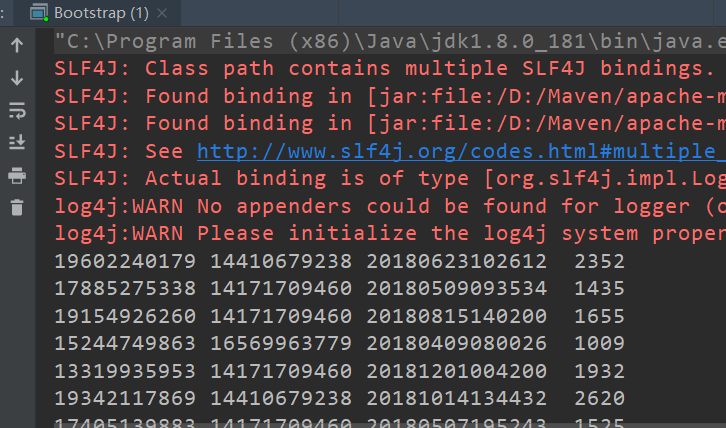 : Bootstrap (1) ×
"C:\Program Files (x86)\Java\jdk1.8.0_181\bin\java.e
SLF4J: Class path contains multiple SLF4J bindings.
SLF4J: Found binding in [jar:file:/D:/Maven/apache-m
SLF4J: Found binding in [jar:file:/D:/Maven/apache-m
SLF4J: See http://www.slf4j.org/codes.html#multiple_
SLF4J: Actual binding is of type [org.slf4j.impl.Log
log4j:WARN No appenders could be found for logger (o
log4j:WARN Please initialize the log4j system proper
19602240179 14410679238 20180623102612 2352
17885275338 14171709460 20180509093534 1435
19154926260 14171709460 20180815140200 1655
15244749863 16569963779 20180409080026 1009
13319935953 14171709460 20181201004200 1932
19342117869 14410679238 20181014134432 2620
17405139883 14171709460 20180507195243 1525